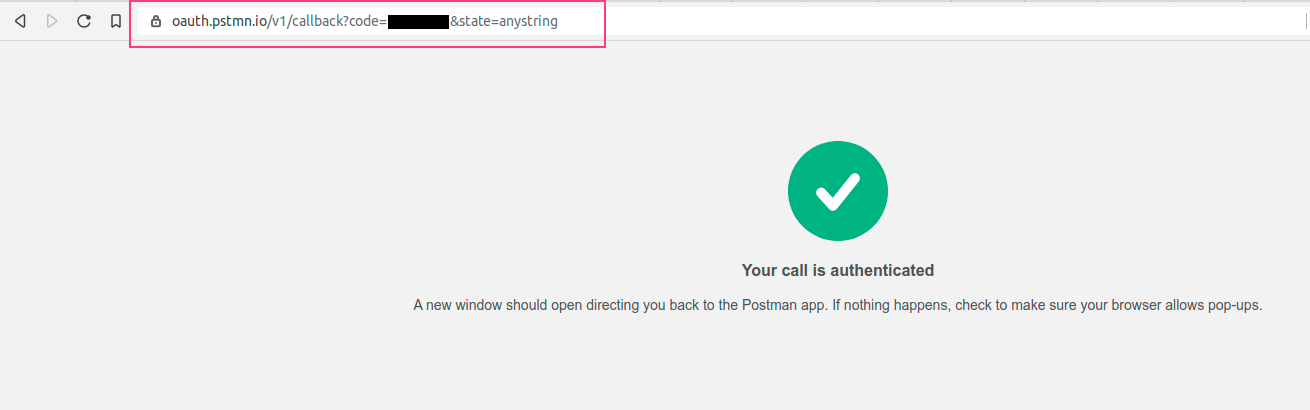 oauth.pstmn.io/v1/callback?code= &state=anystring
Your call is authenticated
A new window should open directing you back to the Postman app. If nothing happens, check to make sure your browser allows pop-ups.